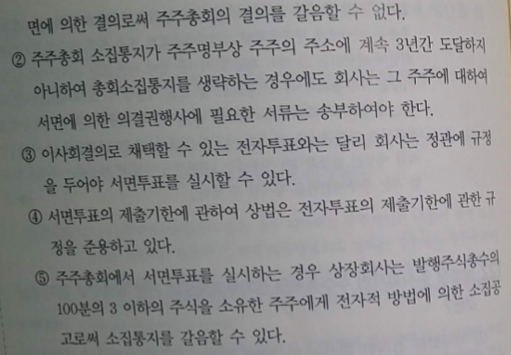 면에 의한 결의로써 주주총회의 결의를 갈음할 수 없다.
② 주주총회 소집통지가 주주명부상 주주의 주소에 계속 3년간 도달하지
아니하여 총회소집통지를 생략하는 경우에도 회사는 그 주주에 대하여
서면에 의한 의결권행사에 필요한 서류는 송부하여야 한다.
③ 이사회결의로 채택할 수 있는 전자투표와는 달리 회사는 정관에 규정
을 두어야 서면투표를 실시할 수 있다.
④ 서면투표의 제출기한에 관하여 상법은 전자투표의 제출기한에 관한 규
정을 준용하고 있다.
⑤ 주주총회에서 서면투표를 실시하는 경우 상장회사는 발행주식총수의
100분의 3 이하의 주식을 소유한 주주에게 전자적 방법에 의한 소집공
고로써 소집통지를 갈음할 수 있다.